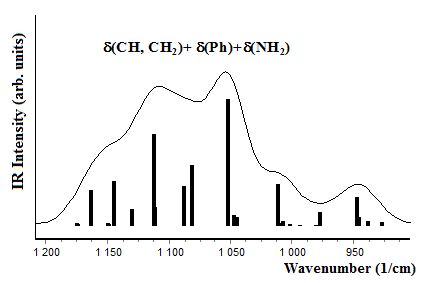 δ(CH, CH₂)+ δ(Ph)+δ(NH₂)
IR Intensity (arb. units)
1 200 1 150 1 100 1 050 1 000 950
Wavenumber (1/cm)